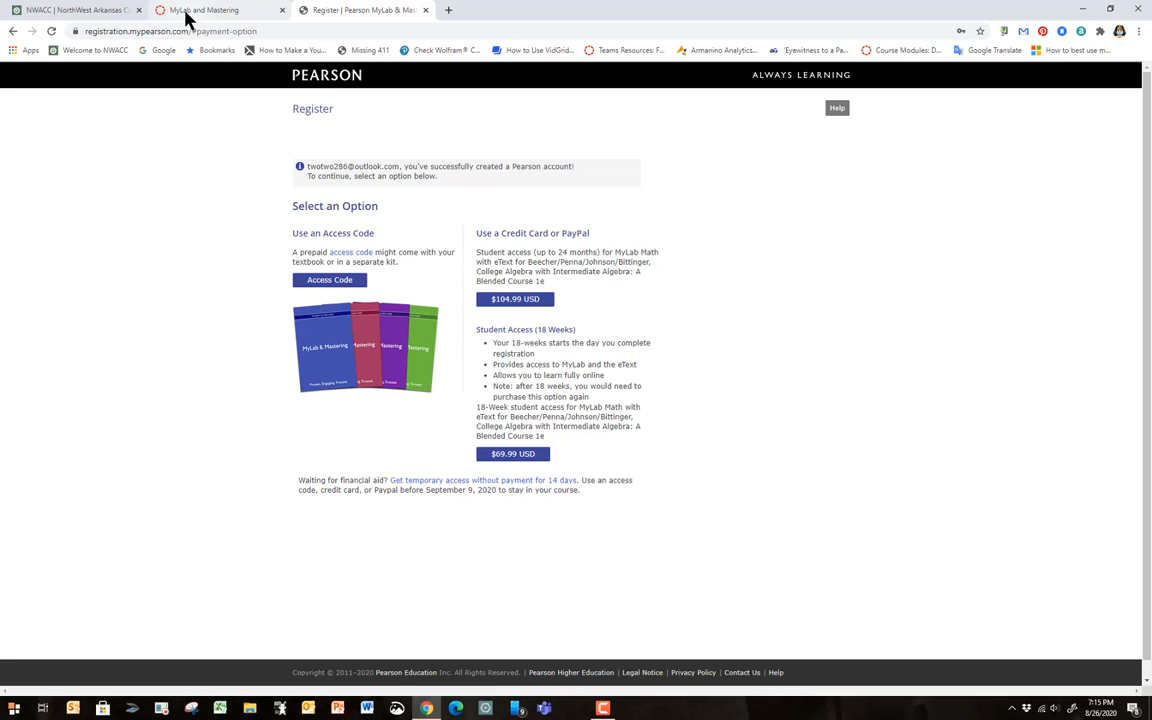 NWACC | NorthWest Arkansas C
MyLab and Mastering
Register | Pearson MyLab & Mas
registration.mypearson.com/#payment-option
Apps
Welcome to NWACC
Google
Bookmarks
How to Make a You...
Missing 411
Check Wolfram® C...
How to Use VidGrid...
Teams Resources: F...
Armanino Analytics...
'Eyewitness to a Pa...
Course Modules: D...
Google Translate
How to best use m...
PEARSON
ALWAYS LEARNING
Register
Help
twotwo286@outlook.com, you've successfully created a Pearson account!
To continue, select an option below.
Select an Option
Use an Access Code
A prepaid access code might come with your
textbook or in a separate kit.
Access Code
MyLab & Mastering
Mastering
Mastering
Mastering
Use a Credit Card or PayPal
Student access (up to 24 months) for MyLab Math
with eText for Beecher/Penna/Johnson/Bittinger,
College Algebra with Intermediate Algebra: A
Blended Course 1e
$104.99 USD
Student Access (18 Weeks)
• Your 18-weeks starts the day you complete
registration
• Provides access to MyLab and the eText
• Allows you to learn fully online
• Note: after 18 weeks, you would need to
purchase this option again
18-Week student access for MyLab Math with
eText for Beecher/Penna/Johnson/Bittinger,
College Algebra with Intermediate Algebra: A
Blended Course 1e
$69.99 USD
Waiting for financial aid? Get temporary access without payment for 14 days. Use an access
code, credit card, or Paypal before September 9, 2020 to stay in your course.
Copyright © 2011–2020 Pearson Education Inc. All Rights Reserved. | Pearson Higher Education | Legal Notice | Privacy Policy | Contact Us | Help
7:15 PM
8/26/2020